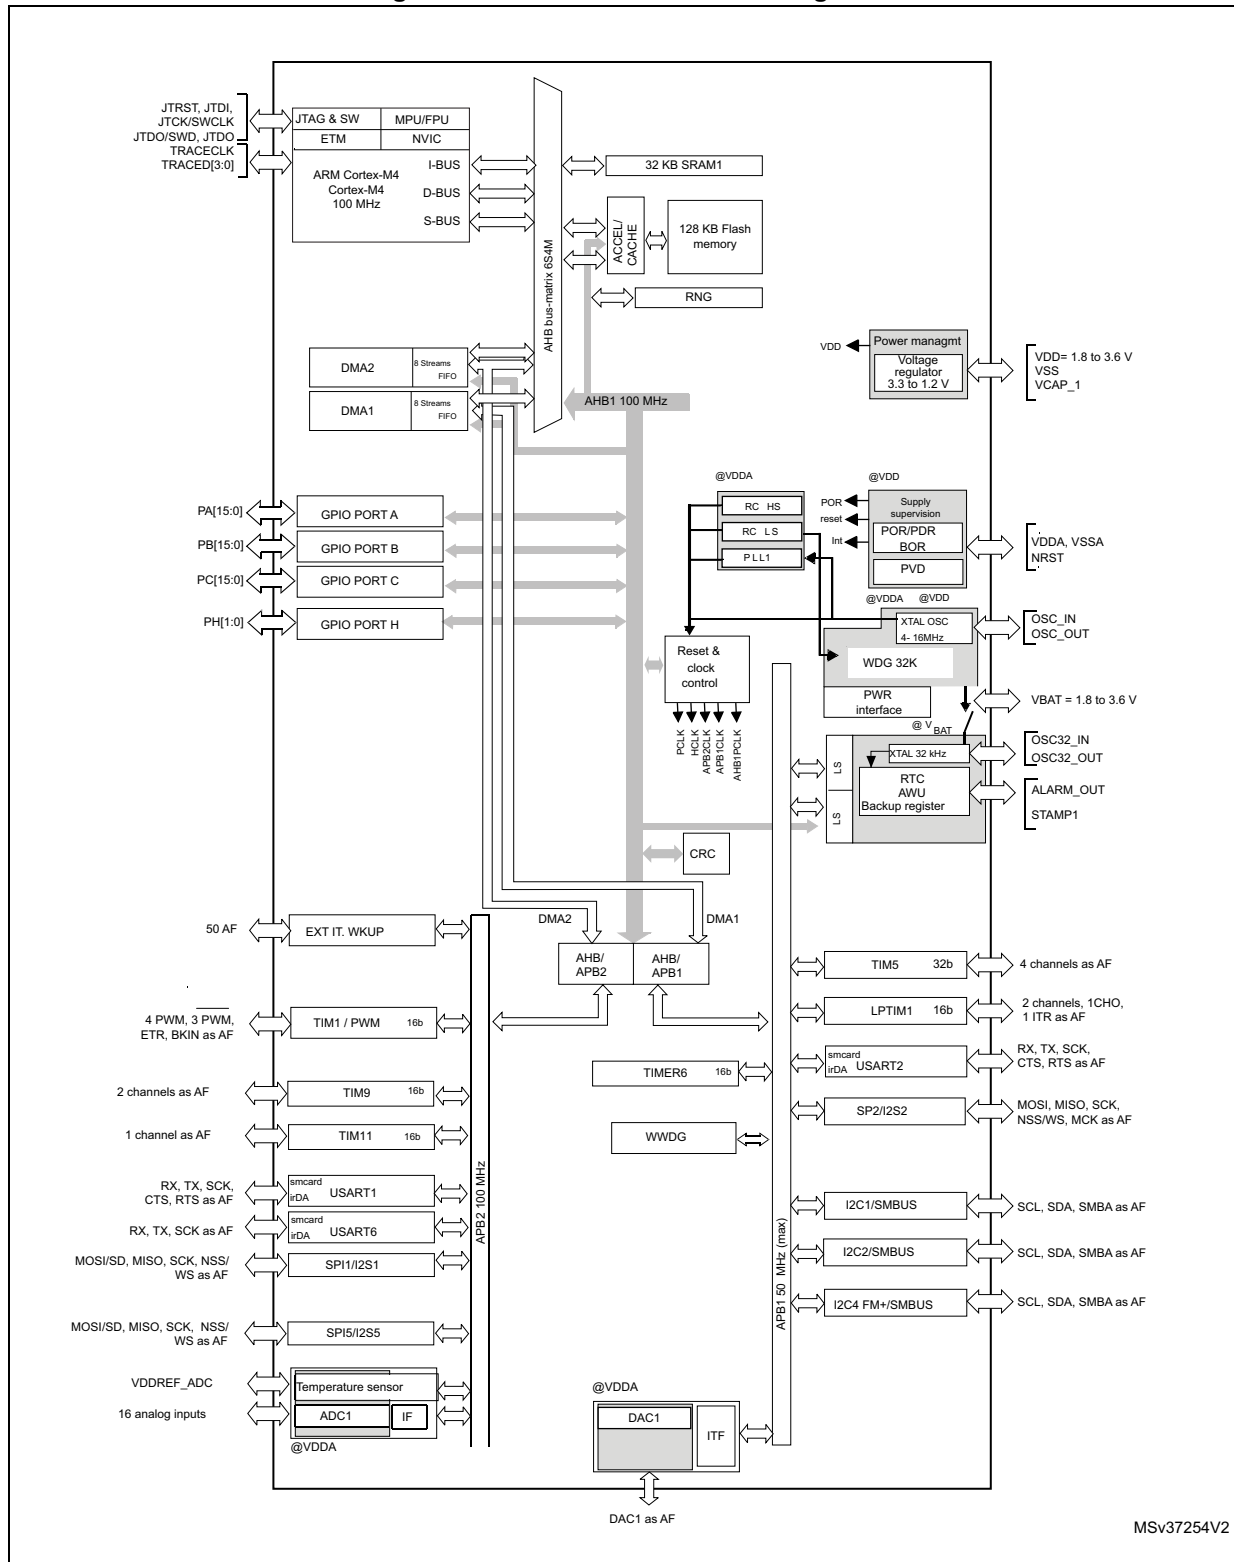 JTRST, JTDI,
JTCK/SWCLK
JTDO/SWD, JTDO
TRACECLK
TRACED[3:0]
JTAG & SW
MPU/FPU
ETM
NVIC
ARM Cortex-M4
Cortex-M4
100 MHz
I-BUS
D-BUS
S-BUS
AHB bus-matrix 6S4M
32 KB SRAM1
ACCEL/
CACHE
128 KB Flash
memory
RNG
DMA2
8 Streams
FIFO
DMA1
8 Streams
FIFO
AHB1 100 MHz
VDD
Power managmt
Voltage
regulator
3.3 to 1.2 V
VDD= 1.8 to 3.6 V
VSS
VCAP_1
@VDDA
RC HS
RC LS
PLL1
@VDD
POR
reset
Int
Supply
supervision
POR/PDR
BOR
PVD
VDDA, VSSA
NRST
PA[15:0]
GPIO PORT A
PB[15:0]
GPIO PORT B
PC[15:0]
GPIO PORT C
PH[1:0]
GPIO PORT H
@VDDA
@VDD
XTAL OSC
4- 16MHz
WDG 32K
OSC_IN
OSC_OUT
Reset &
clock
control
PCLK
HCLK
APB2CLK
APB1CLK
AHB1PCLK
PWR
interface
VBAT = 1.8 to 3.6 V
@ VBAT
LS
LS
XTAL 32 kHz
RTC
AWU
Backup register
OSC32_IN
OSC32_OUT
ALARM_OUT
STAMP1
CRC
DMA2
DMA1
AHB/
APB2
AHB/
APB1
50 AF
EXT IT. WKUP
4 PWM, 3 PWM,
ETR, BKIN as AF
TIM1 / PWM
16b
2 channels as AF
TIM9
16b
1 channel as AF
TIM11
16b
RX, TX, SCK,
CTS, RTS as AF
smcard
irDA
USART1
RX, TX, SCK as AF
smcard
irDA
USART6
MOSI/SD, MISO, SCK, NSS/
WS as AF
SPI1/I2S1
MOSI/SD, MISO, SCK, NSS/
WS as AF
SPI5/I2S5
VDDREF_ADC
Temperature sensor
16 analog inputs
ADC1
IF
@VDDA
APB2 100 MHz
TIMER6
16b
WWDG
APB1 50 MHz (max)
TIM5
32b
4 channels as AF
LPTIM1
16b
2 channels, 1CHO,
1 ITR as AF
smcard
irDA
USART2
RX, TX, SCK,
CTS, RTS as AF
SP2/I2S2
MOSI, MISO, SCK,
NSS/WS, MCK as AF
I2C1/SMBUS
SCL, SDA, SMBA as AF
I2C2/SMBUS
SCL, SDA, SMBA as AF
I2C4 FM+/SMBUS
SCL, SDA, SMBA as AF
@VDDA
DAC1
ITF
DAC1 as AF
MSv37254V2